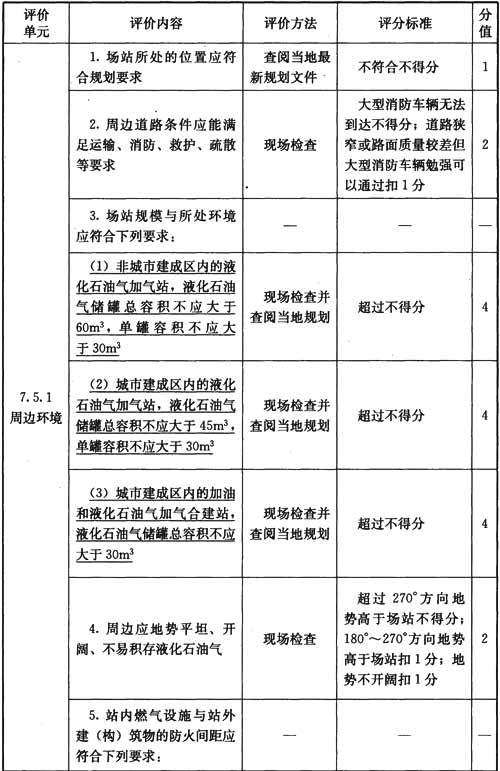 评价
单元
评价内容
评价方法
评分标准
分
值
7.5.1
周边环境
1. 场站所处的位置应符
合规划要求
查阅当地最
新规划文件
不符合不得分
1
2. 周边道路条件应能满
足运输、消防、救护、疏散
等要求
现场检查
大型消防车辆无法
到达不得分；道路狭
窄或路面质量较差但
大型消防车辆勉强可
以通过扣1分
2
3. 场站规模与所处环境
应符合下列要求：
—
—
—
（1）非城市建成区内的液
化石油气加气站，液化石油
气储罐总容积不应大于
60m³，单罐容积不应大
于30m³
现场检查并
查阅当地规划
超过不得分
4
（2）城市建成区内的液化
石油气加气站，液化石油气
储罐总容积不应大于45m³，
单罐容积不应大于30m³
现场检查并
查阅当地规划
超过不得分
4
（3）城市建成区内的加油
和液化石油气加气合建站，
液化石油气储罐总容积不应
大于30m³
现场检查并
查阅当地规划
超过不得分
4
4. 周边应地势平坦、开
阔、不易积存液化石油气
现场检查
超过270°方向地
势高于场站不得分；
180°～270°方向地势
高于场站扣1分；地
势不开阔扣1分
2
5. 站内燃气设施与站外
建（构）筑物的防火间距应
符合下列要求：
—
—
—